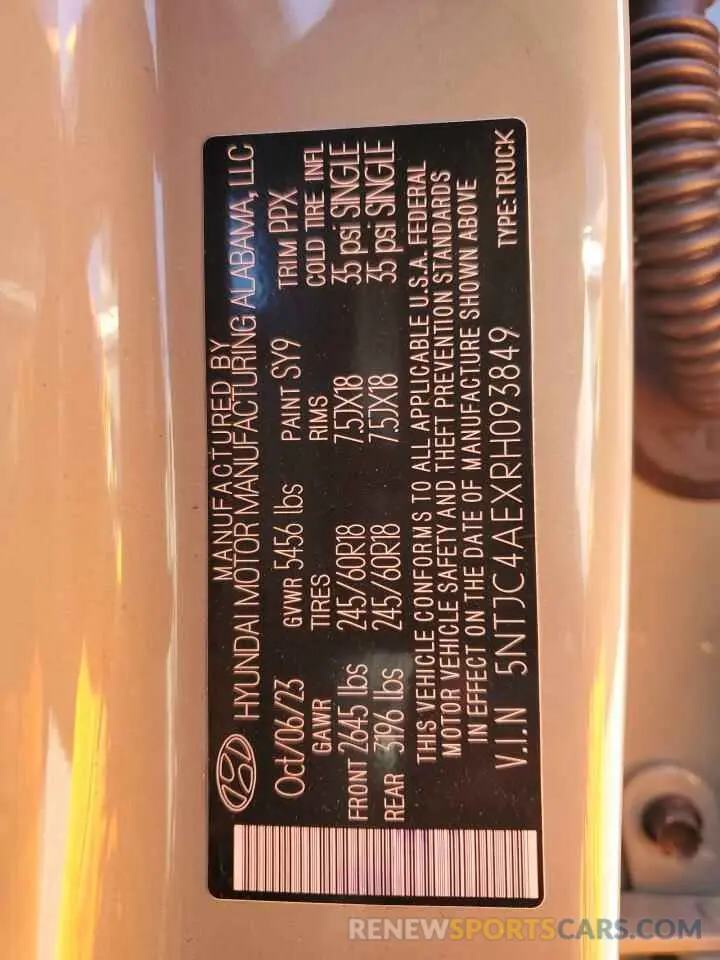 MANUFACTURED BY
HYUNDAI MOTOR MANUFACTURING ALABAMA, LLC
Oct/06/23 GVWR 5456 lbs PAINT SY9 TRIM PPX
GAWR TIRES RIMS COLD TIRE INFL
FRONT 2645 lbs 245/60R18 7.5JX18 35 psi SINGLE
REAR 3196 lbs 245/60R18 7.5JX18 35 psi SINGLE
THIS VEHICLE CONFORMS TO ALL APPLICABLE U.S.A. FEDERAL
MOTOR VEHICLE SAFETY AND THEFT PREVENTION STANDARDS
IN EFFECT ON THE DATE OF MANUFACTURE SHOWN ABOVE
V.I.N 5NTJC4AEXRH093849 TYPE:TRUCK
RENEWSPORTSCARS.COM